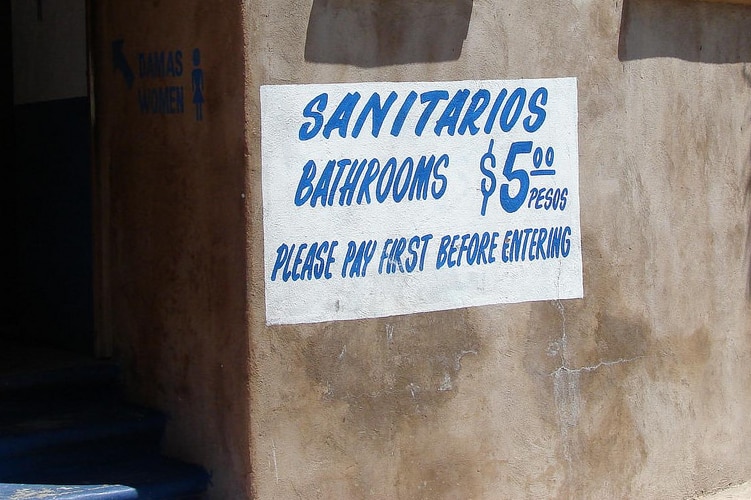 DAMAS
WOMEN
SANITARIOS
BATHROOMS $5.00 PESOS
PLEASE PAY FIRST BEFORE ENTERING